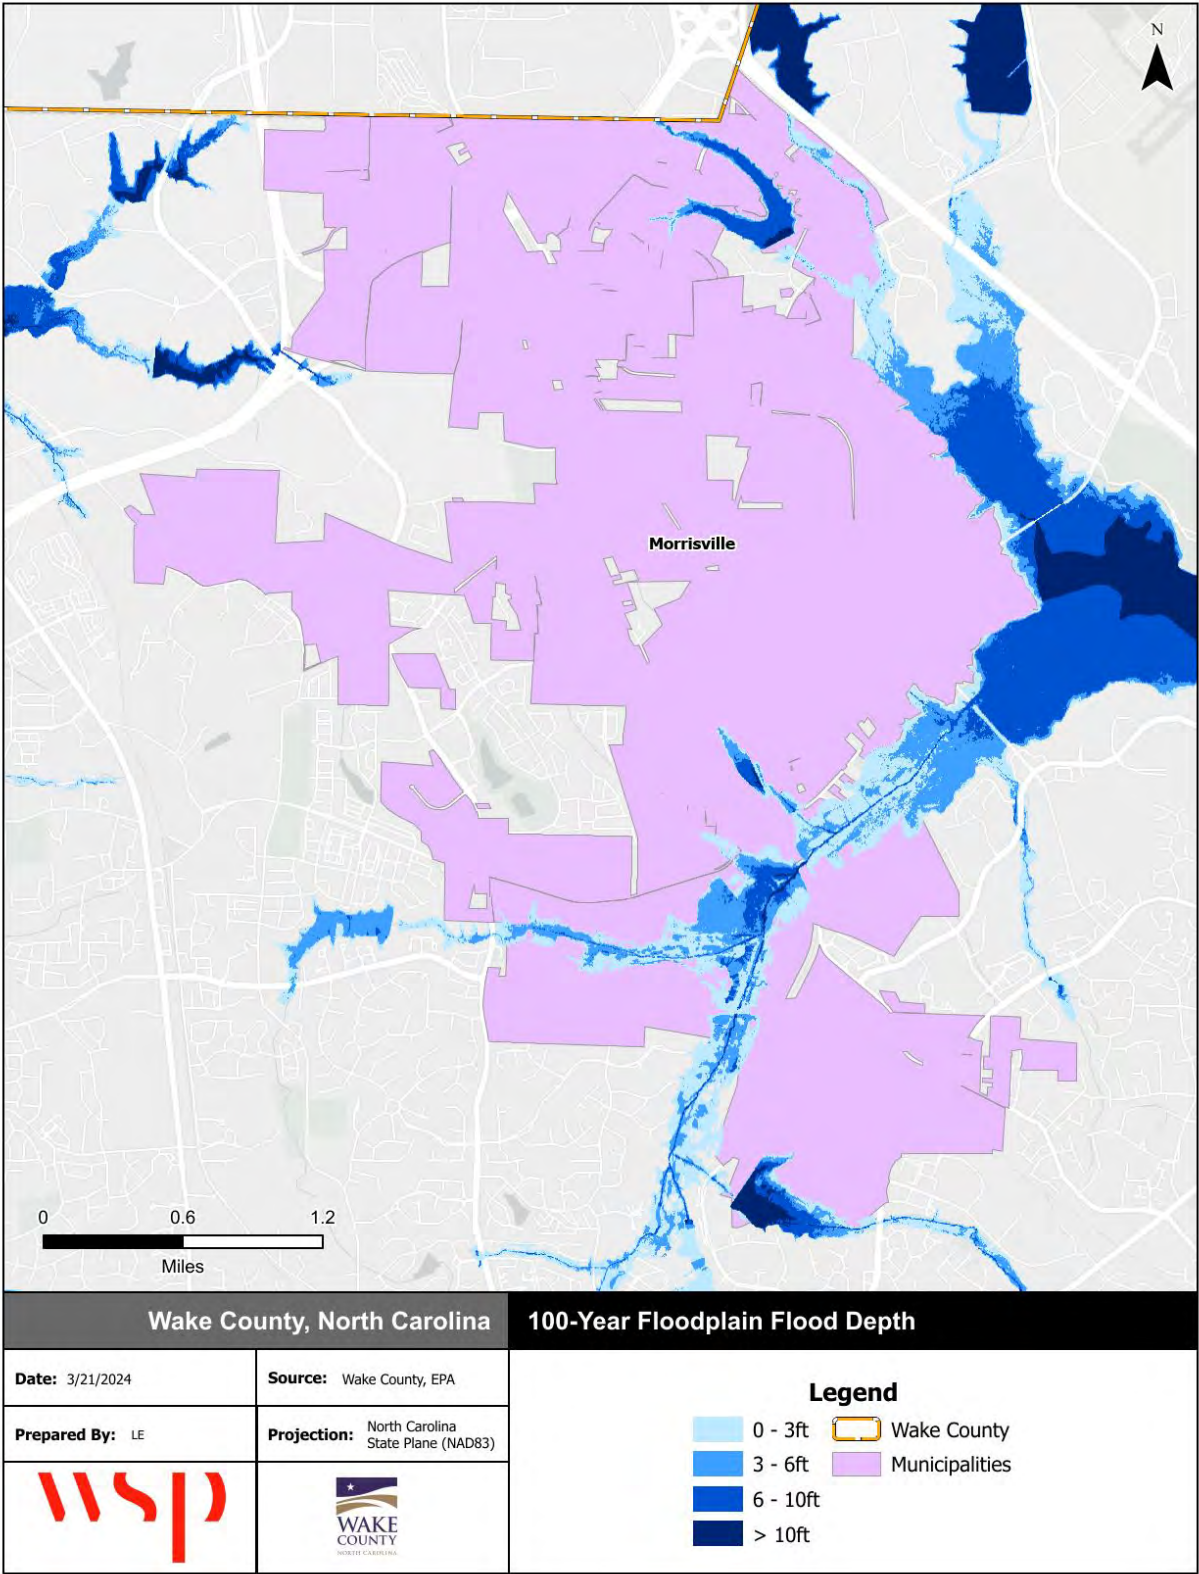 N
Morrisville
0 0.6 1.2
Miles
Wake County, North Carolina
100-Year Floodplain Flood Depth
Date: 3/21/2024
Source: Wake County, EPA
Prepared By: LE
Projection: North Carolina
State Plane (NAD83)
wsp
WAKE
COUNTY
NORTH CAROLINA
Legend
0 - 3ft
3 - 6ft
6 - 10ft
> 10ft
Wake County
Municipalities